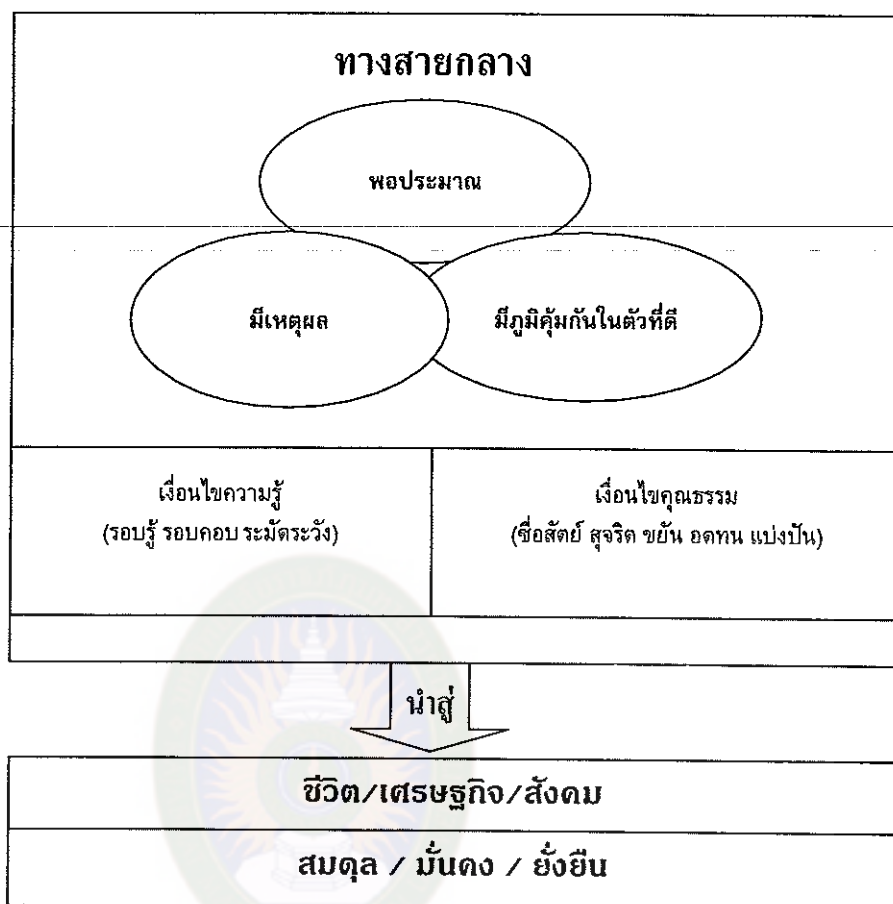 ทางสายกลาง
พอประมาณ
มีเหตุผล
มีภูมิคุ้มกันในตัวที่ดี
เงื่อนไขความรู้
(รอบรู้ รอบคอบ ระมัดระวัง)
เงื่อนไขคุณธรรม
(ซื่อสัตย์ สุจริต ขยัน อดทน แบ่งปัน)
นำสู่
ชีวิต/เศรษฐกิจ/สังคม
สมดุล / มั่นคง / ยั่งยืน